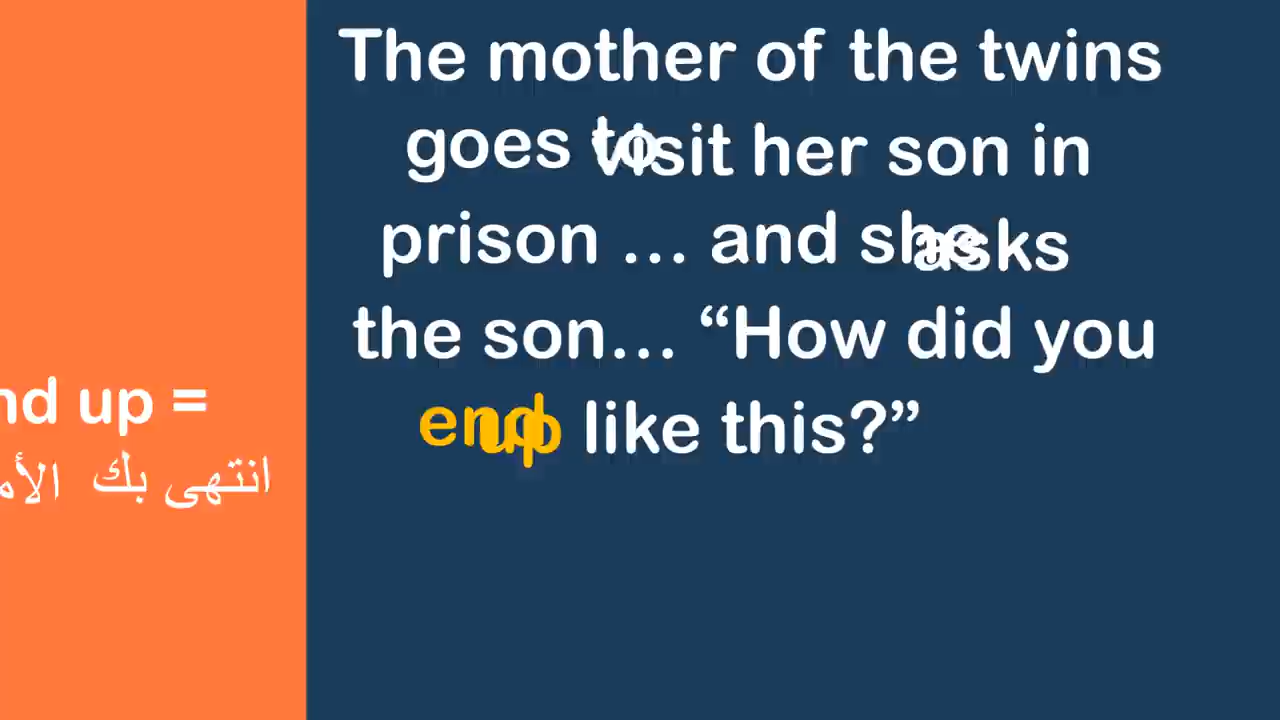 The mother of the twins
goes to visit her son in
prison … and she asks
the son… “How did you
end up like this?”
nd up =
انتهى بك الأم